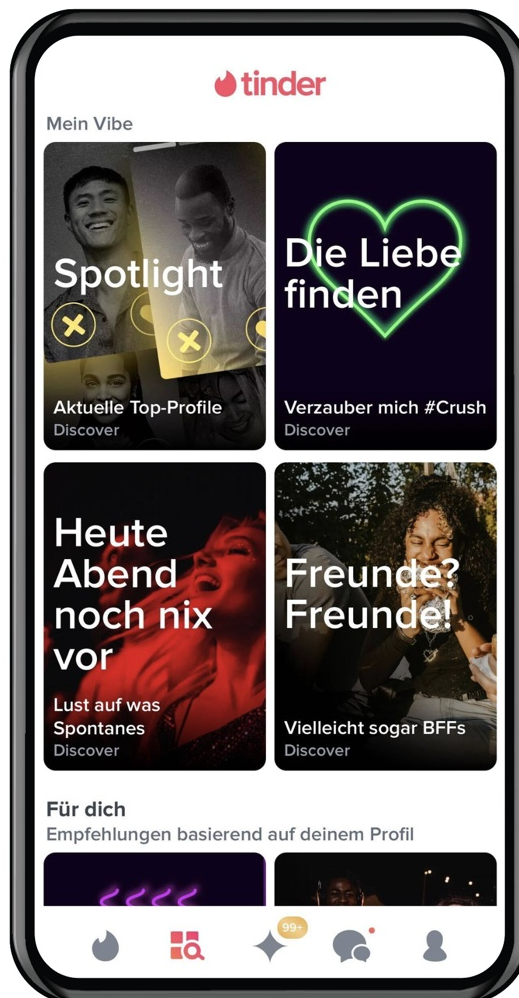 tinder
Mein Vibe
Spotlight
Aktuelle Top-Profile
Discover
Die Liebe
finden
Verzauber mich #Crush
Discover
Heute
Abend
noch nix
vor
Lust auf was
Spontanes
Discover
Freunde?
Freunde!
Vielleicht sogar BFFs
Discover
Für dich
Empfehlungen basierend auf deinem Profil
99+